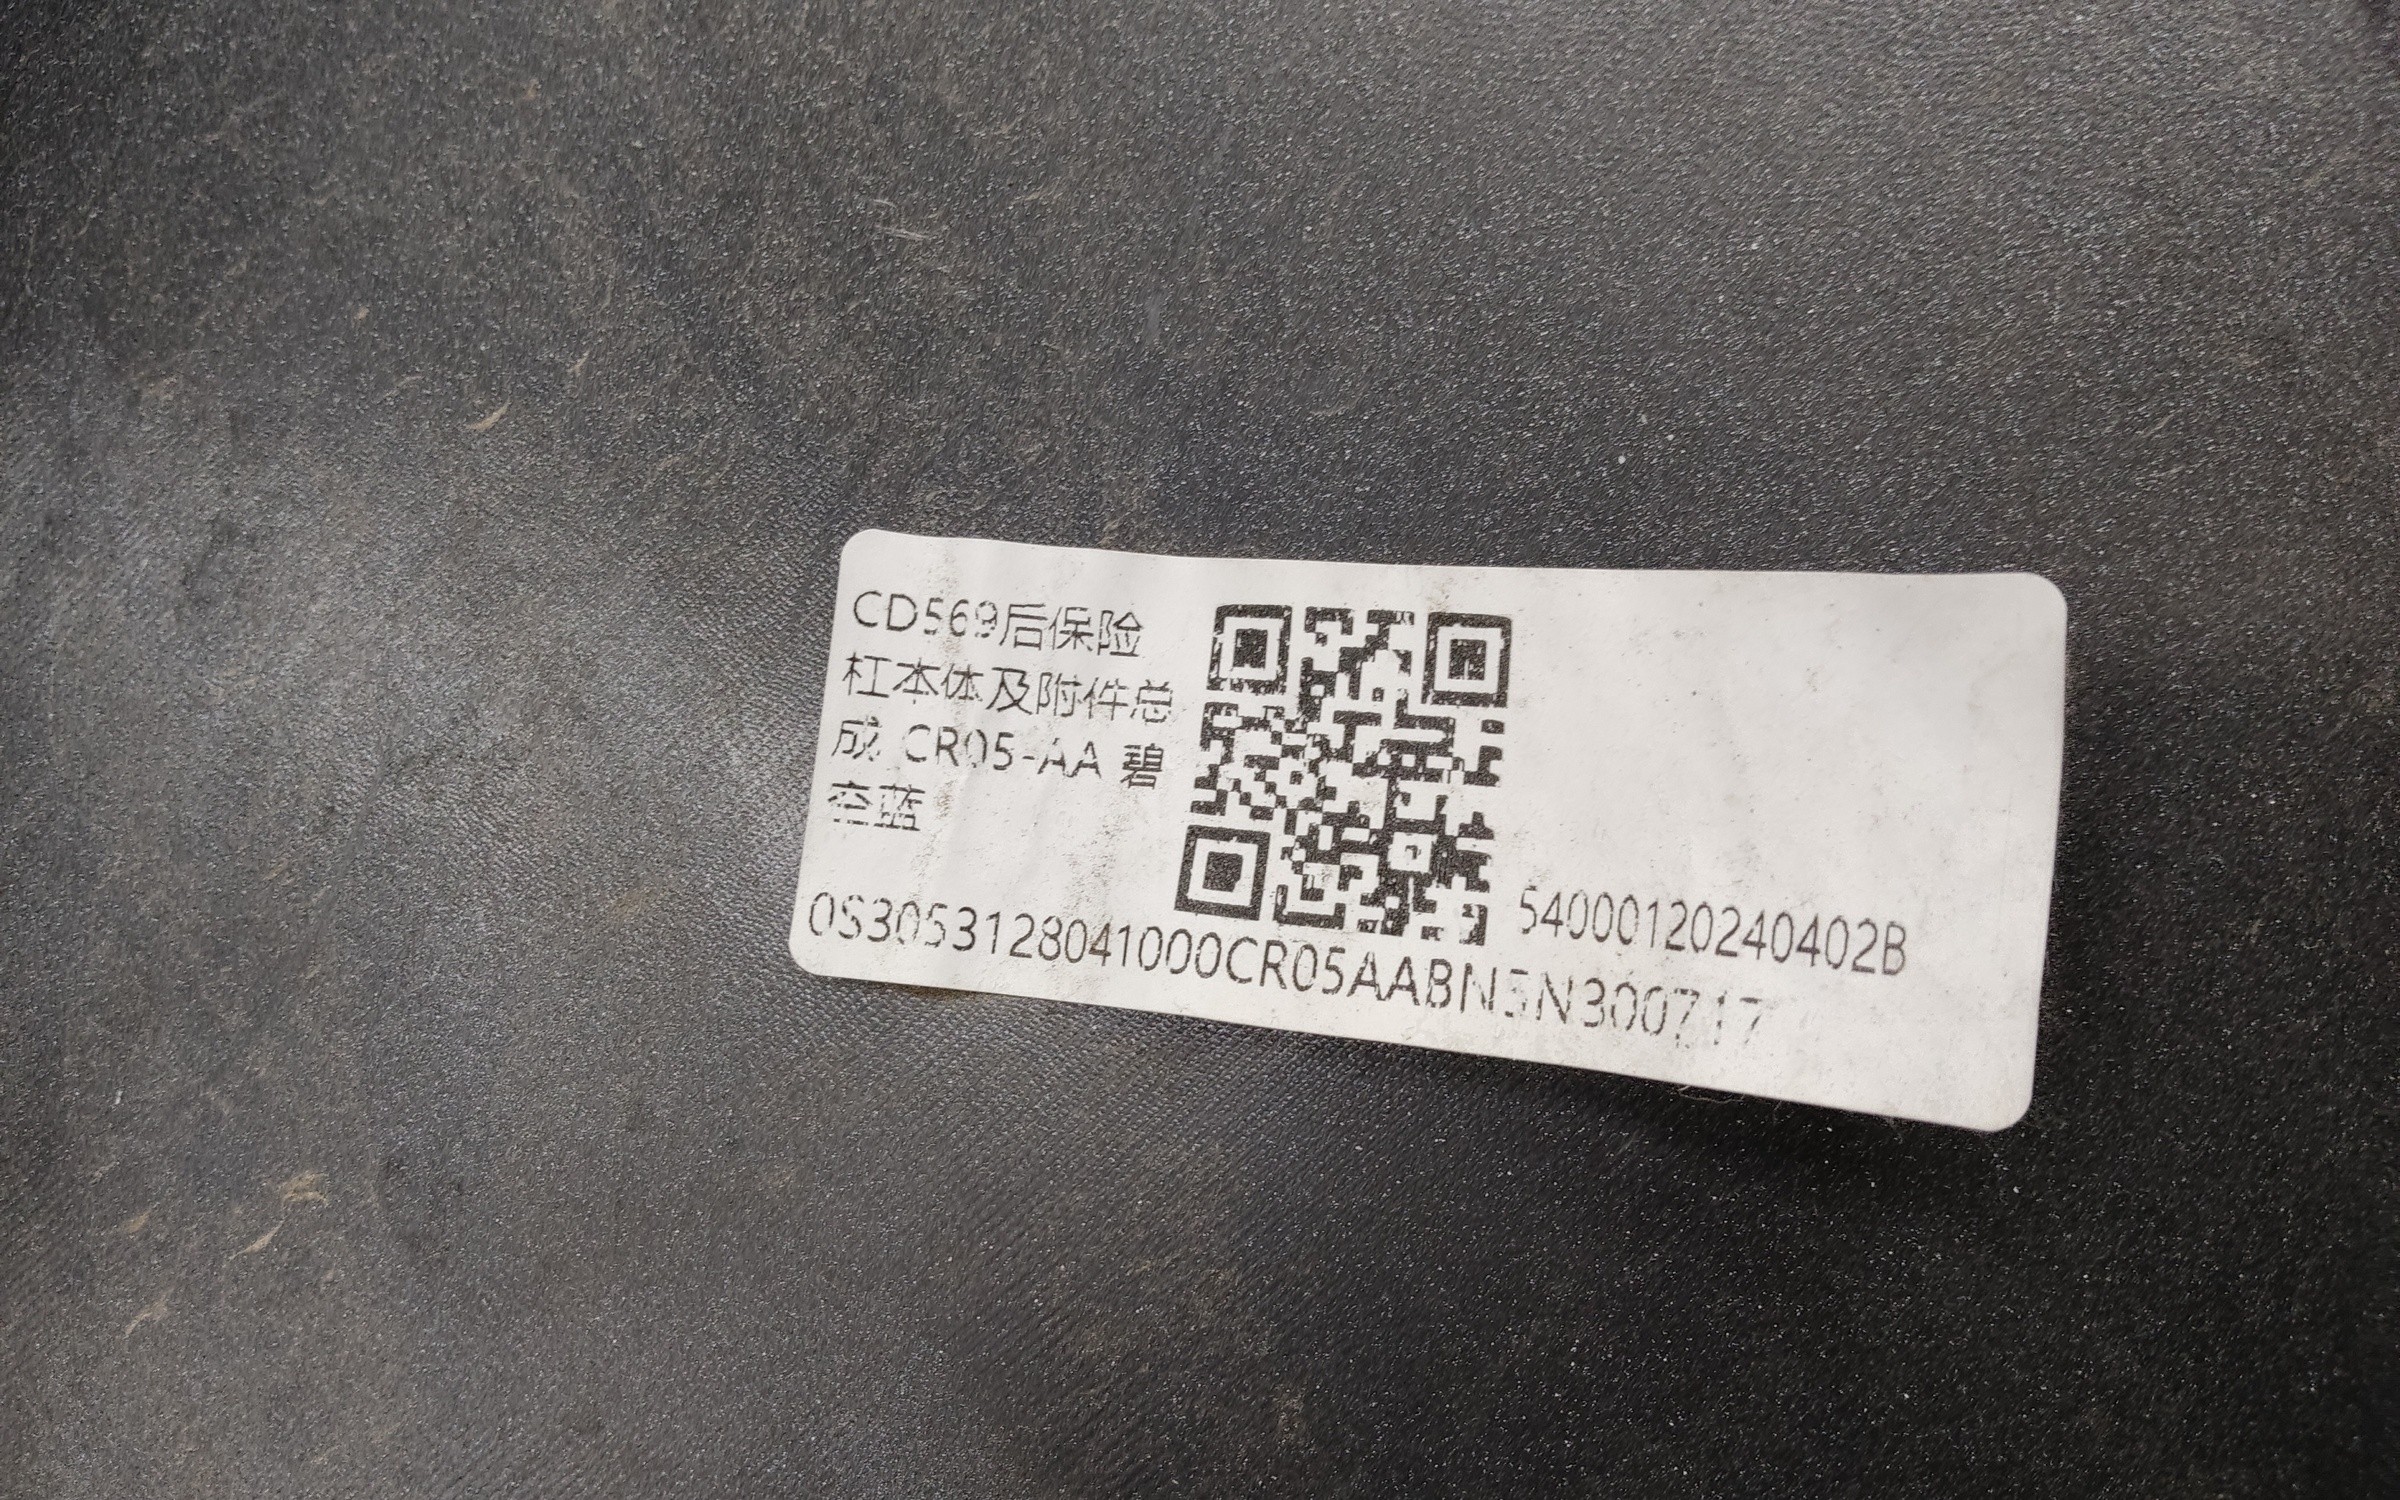 CD569后保险
杠本体及附件总
成 CR05-AA 碧
空蓝
54000120240402B
0S3053128041000CR05AABN5N300717